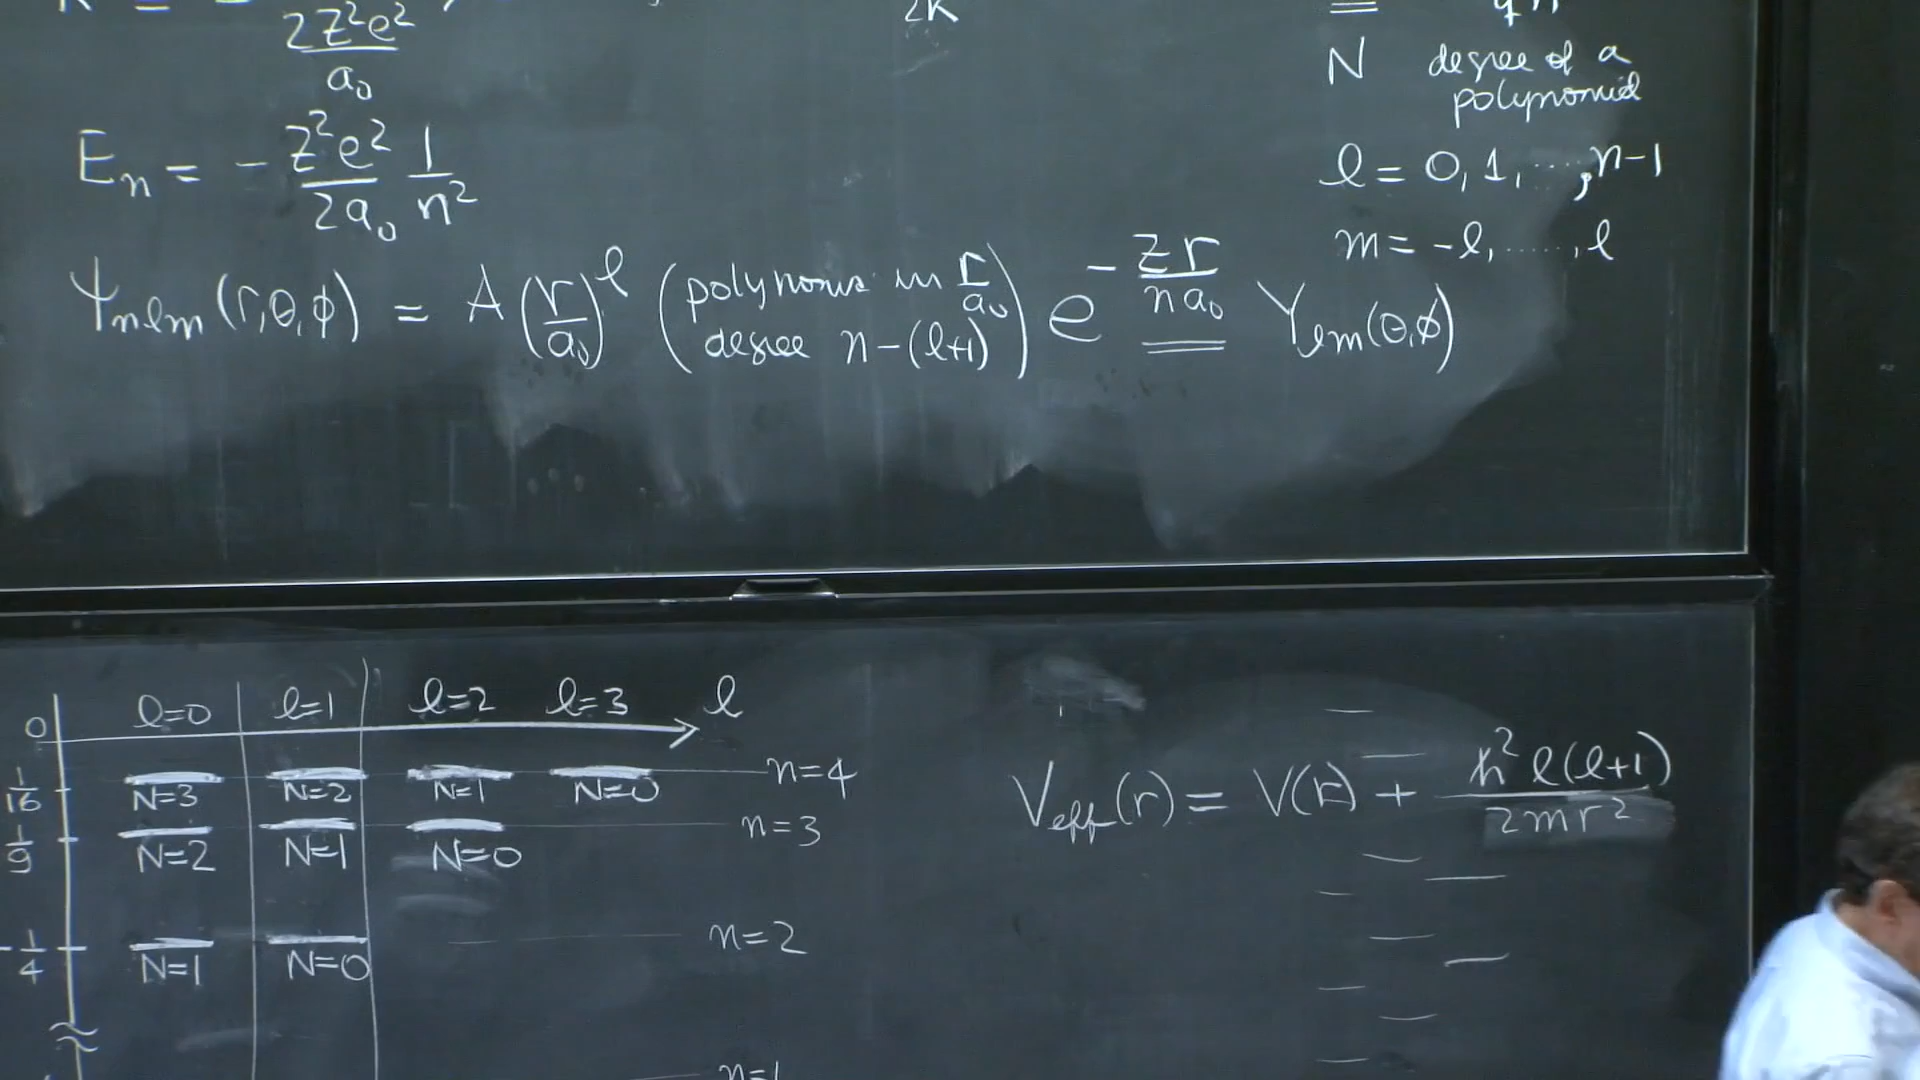 2Z²e²
a₀
2K
N degree of a polynomial
Eₙ = - Z²e²/2a₀ 1/n²
l = 0, 1, ....., n-1
m = -l, ....., l
Ψnlm(r,θ,ϕ) = A (r/a₀)^l (polynomial in r/a₀ degree n-(l+1)) e^(-Zr/na₀) Ylm(θ,ϕ)
0 l=0 l=1 l=2 l=3 l
1/16 N=3 N=2 N=1 N=0 n=4
1/9 N=2 N=1 N=0 n=3
-1/4 N=1 N=0 n=2
n=1
Veff(r) = V(r) + ħ² l(l+1)/2mr²